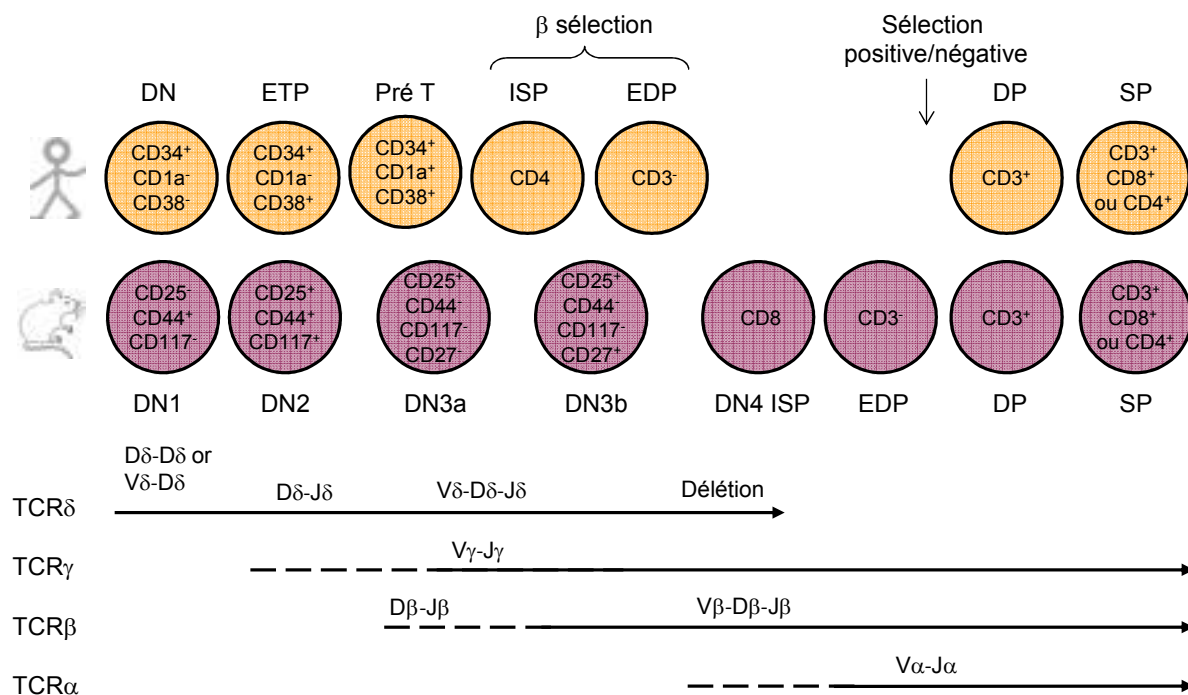 β sélection
Sélection
positive/négative
DN ETP Pré T ISP EDP DP SP
CD34⁺
CD1a⁻
CD38⁻
CD34⁺
CD1a⁻
CD38⁺
CD34⁺
CD1a⁺
CD38⁺
CD4
CD3⁻
CD3⁺
CD3⁺
CD8⁺
ou CD4⁺
CD25⁻
CD44⁺
CD117⁻
CD25⁺
CD44⁺
CD117⁺
CD25⁺
CD44⁻
CD117⁻
CD27⁻
CD25⁺
CD44⁻
CD117⁻
CD27⁺
CD8
CD3⁻
CD3⁺
CD3⁺
CD8⁺
ou CD4⁺
DN1 DN2 DN3a DN3b DN4 ISP EDP DP SP
Dδ-Dδ or
Vδ-Dδ
Dδ-Jδ
Vδ-Dδ-Jδ
Délétion
TCRδ
Vγ-Jγ
TCRγ
Dβ-Jβ
Vβ-Dβ-Jβ
TCRβ
Vα-Jα
TCRα